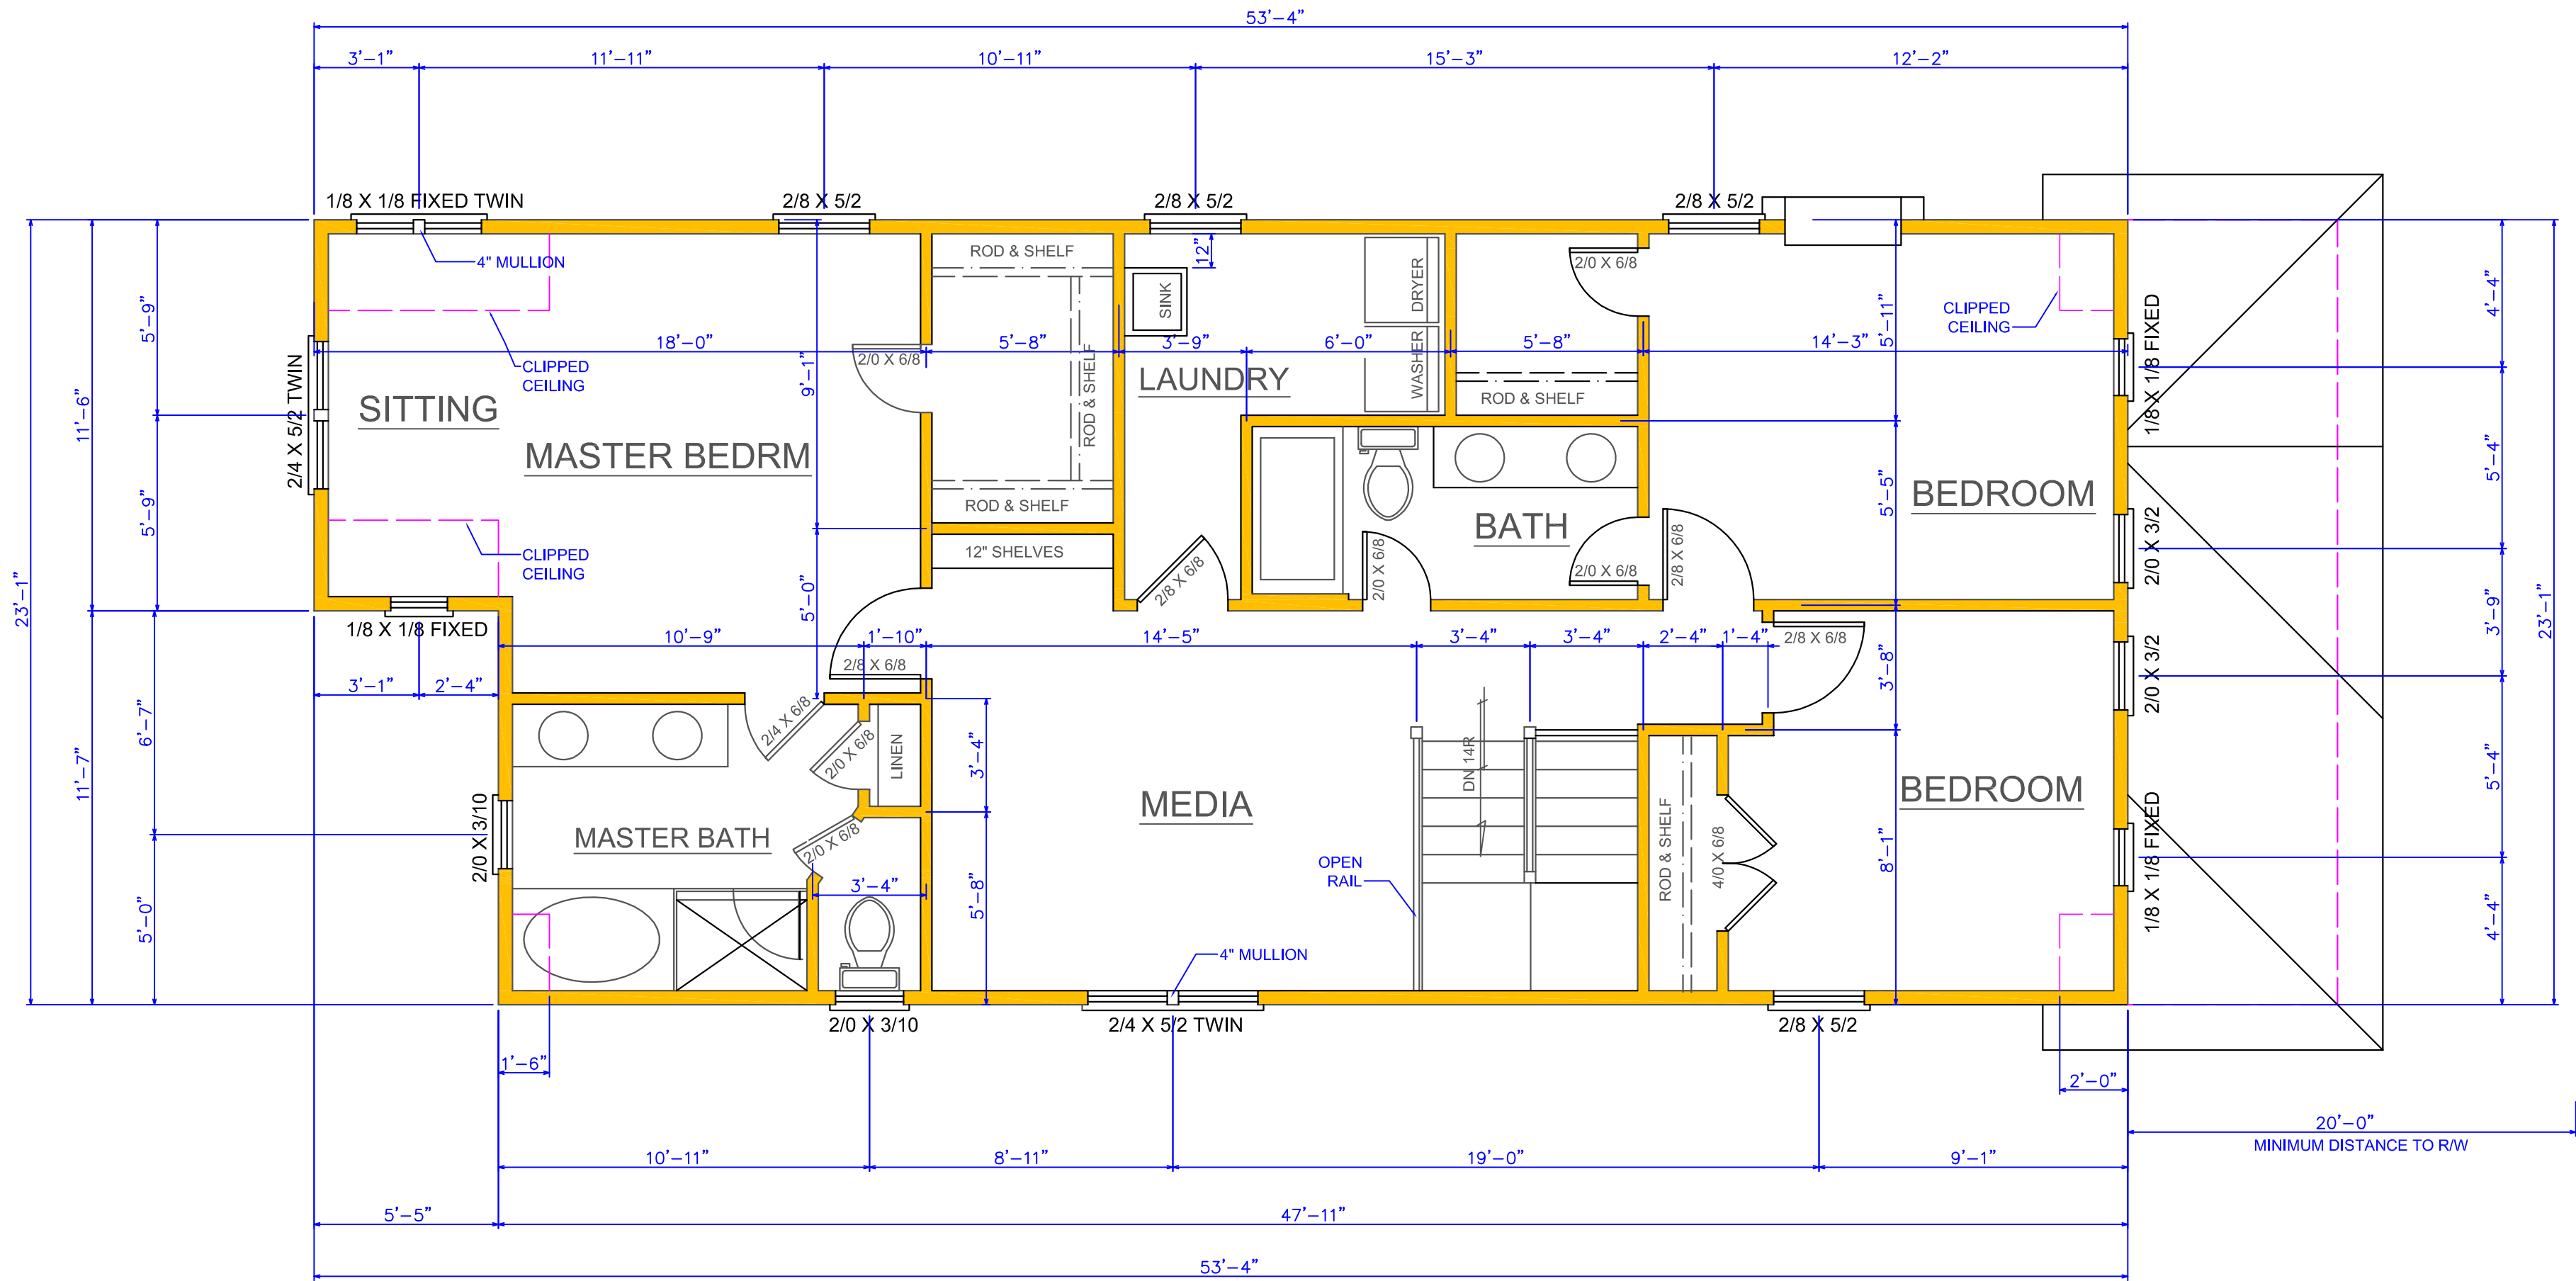 53'-4"
3'-1" 11'-11" 10'-11" 15'-3" 12'-2"
1/8 X 1/8 FIXED TWIN 2/8 X 5/2 2/8 X 5/2 2/8 X 5/2
4" MULLION
ROD & SHELF
12"
SINK
DRYER
2/0 X 6/8
CLIPPED
CEILING
5'-9"
4'-4"
1/8 X 1/8 FIXED
18'-0" 5'-8" 3'-9" 6'-0" 5'-8" 14'-3"
5'-11"
2/0 X 6/8
9'-1"
ROD & SHELF
WASHER
CLIPPED
CEILING
LAUNDRY
ROD & SHELF
2/4 X 5/2 TWIN
11'-6"
SITTING
MASTER BEDRM
5'-4"
ROD & SHELF
5'-5"
BEDROOM
5'-9"
BATH
12" SHELVES
CLIPPED
CEILING
2/8 X 6/8
2/0 X 6/8
2/0 X 6/8
2/8 X 6/8
2/0 X 3/2
23'-1"
5'-0"
3'-9"
23'-1"
1/8 X 1/8 FIXED
10'-9" 1'-10" 14'-5" 3'-4" 3'-4" 2'-4" 1'-4"
2/8 X 6/8
2/8 X 6/8
3'-8"
2/0 X 3/2
3'-1" 2'-4"
6'-7"
2/4 X 6/8
2/0 X 6/8
LINEN
3'-4"
DN 14R
11'-7"
5'-4"
MEDIA
BEDROOM
2/0 X 3/10
MASTER BATH
2/0 X 6/8
ROD & SHELF
4/0 X 6/8
8'-1"
1/8 X 1/8 FIXED
OPEN
RAIL
3'-4"
5'-8"
5'-0"
4'-4"
4" MULLION
2/0 X 3/10 2/4 X 5/2 TWIN 2/8 X 5/2
1'-6"
2'-0"
20'-0"
MINIMUM DISTANCE TO R/W
10'-11" 8'-11" 19'-0" 9'-1"
5'-5" 47'-11"
53'-4"